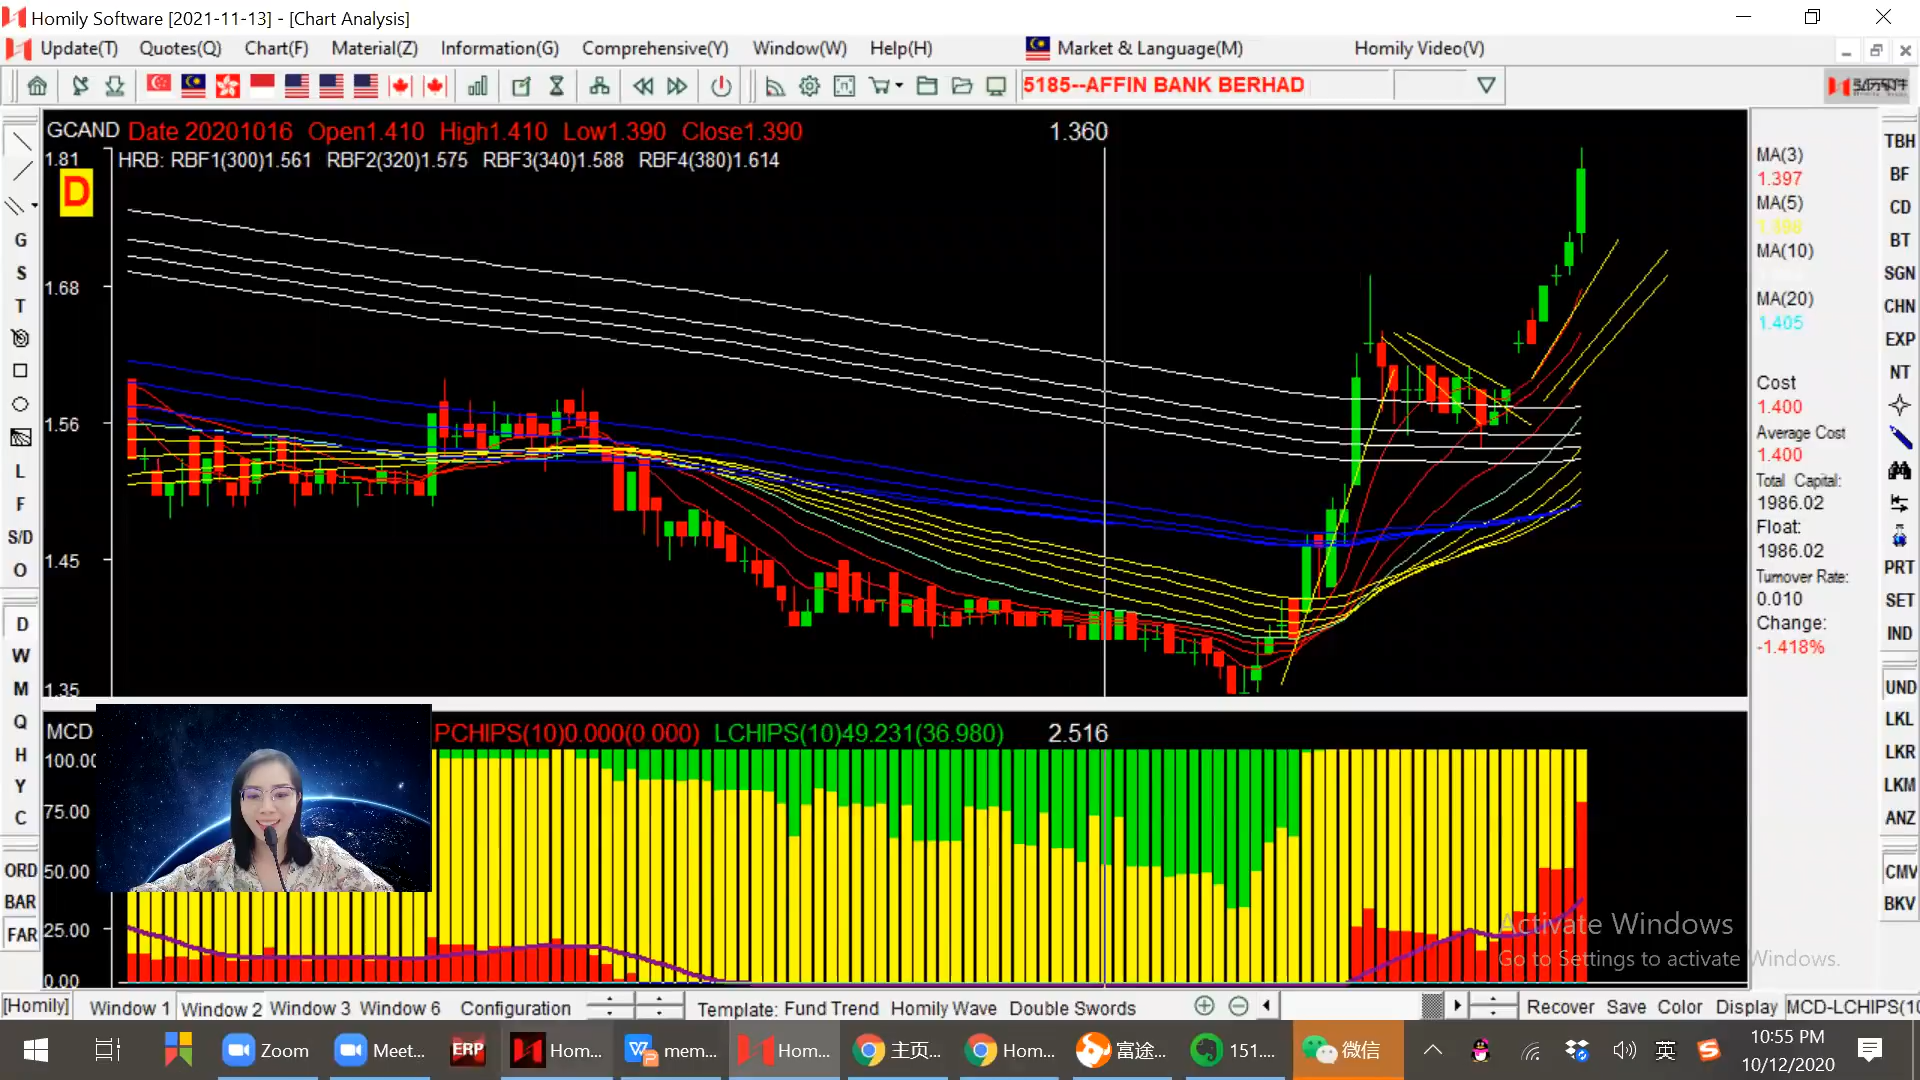 Homily Software [2021-11-13] - [Chart Analysis]
Update(T) Quotes(Q) Chart(F) Material(Z) Information(G) Comprehensive(Y) Window(W) Help(H) Market & Language(M) Homily Video(V)
5185--AFFIN BANK BERHAD
GCAND Date 20201016 Open1.410 High1.410 Low1.390 Close1.390 1.360
HRB: RBF1(300)1.561 RBF2(320)1.575 RBF3(340)1.588 RBF4(380)1.614
1.81
D
1.68
1.56
1.45
1.35
MA(3)
1.397
MA(5)
MA(10)
MA(20)
1.405
Cost
1.400
Average Cost
1.400
Total Capital:
1986.02
Float:
1986.02
Turnover Rate:
0.010
Change:
-1.418%
G
S
T
L
F
S/D
O
D
W
M
Q
H
Y
C
ORD
BAR
FAR
TBH
BF
CD
BT
SGN
CHN
EXP
NT
PRT
SET
IND
UND
LKL
LKR
LKM
ANZ
CMV
BKV
MCD PCHIPS(10)0.000(0.000) LCHIPS(10)49.231(36.980) 2.516
100.00
75.00
50.00
25.00
0.00
Activate Windows
Go to Settings to activate Windows.
[Homily] Window 1 Window 2 Window 3 Window 6 Configuration Template: Fund Trend Homily Wave Double Swords Recover Save Color Display MCD-LCHIPS(10
Zoom Meet... ERP Hom... mem... Hom... 主页... Hom... 富途... 151.... 微信 英
10:55 PM
10/12/2020